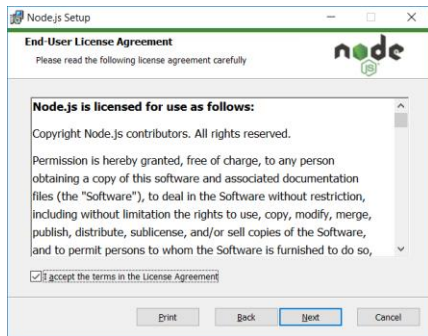 Node.js Setup
End-User License Agreement
Please read the following license agreement carefully
node
JS
Node.js is licensed for use as follows:
Copyright Node.js contributors. All rights reserved.
Permission is hereby granted, free of charge, to any person
obtaining a copy of this software and associated documentation
files (the "Software"), to deal in the Software without restriction,
including without limitation the rights to use, copy, modify, merge,
publish, distribute, sublicense, and/or sell copies of the Software,
and to permit persons to whom the Software is furnished to do so,
I accept the terms in the License Agreement
Print Back Next Cancel